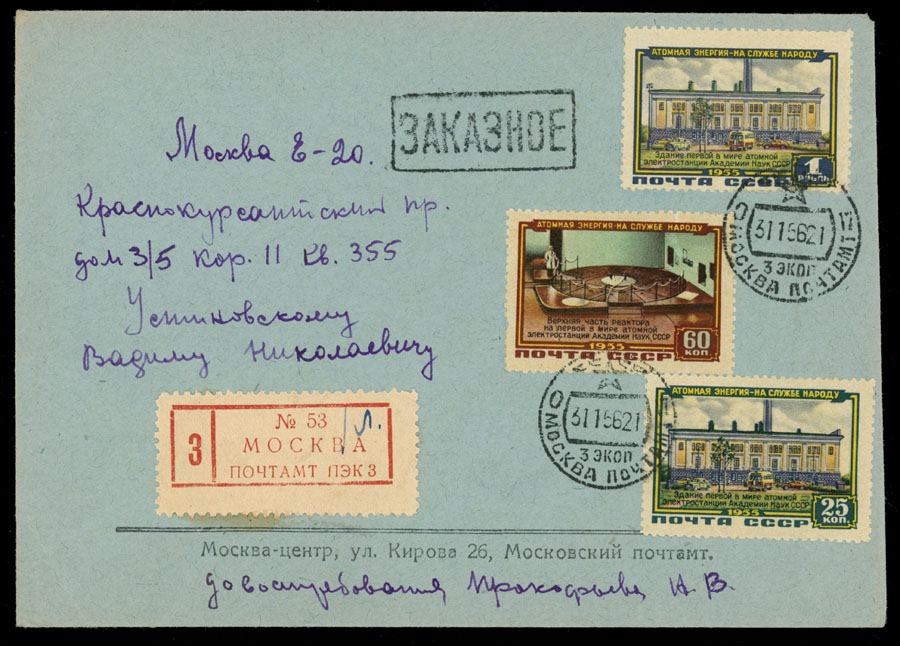 ЗАКАЗНОЕ
Москва Е-20.
Краснокурсантский пр.
дом 3/5 кор. 11 кв. 355
Устиновскому
Вадиму Николаевичу
АТОМНАЯ ЭНЕРГИЯ-НА СЛУЖБЕ НАРОДУ
Здание первой в мире атомной
электростанции Академии Наук СССР
1955
ПОЧТА СССР
1
РУБЛЬ
31 1 56 21
3 ЭКСП
МОСКВА ПОЧТАМТ
АТОМНАЯ ЭНЕРГИЯ-НА СЛУЖБЕ НАРОДУ
Верхняя часть реактора
на первой в мире атомной
электростанции Академии Наук СССР
1955
ПОЧТА СССР
60
КОП.
31 1 56 21
3 ЭКСП
МОСКВА ПОЧТАМТ
АТОМНАЯ ЭНЕРГИЯ-НА СЛУЖБЕ НАРОДУ
Здание первой в мире атомной
электростанции Академии Наук СССР
1955
ПОЧТА СССР
25
КОП.
З
№ 53 /л.
МОСКВА
ПОЧТАМТ ПЭК 3
Москва-центр, ул. Кирова 26, Московский почтамт.
довостребования Прокофьева Н. В.